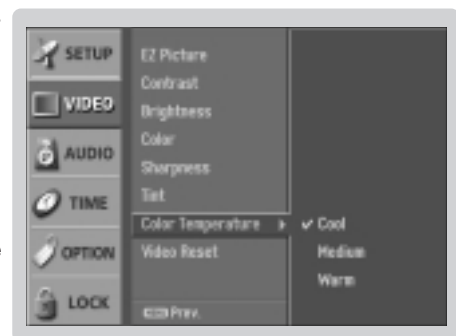 SETUP
VIDEO
AUDIO
TIME
OPTION
LOCK
EZ Picture
Contrast
Brightness
Color
Sharpness
Tint
Color Temperature
Video Reset
Prev.
✓ Cool
Medium
Warm